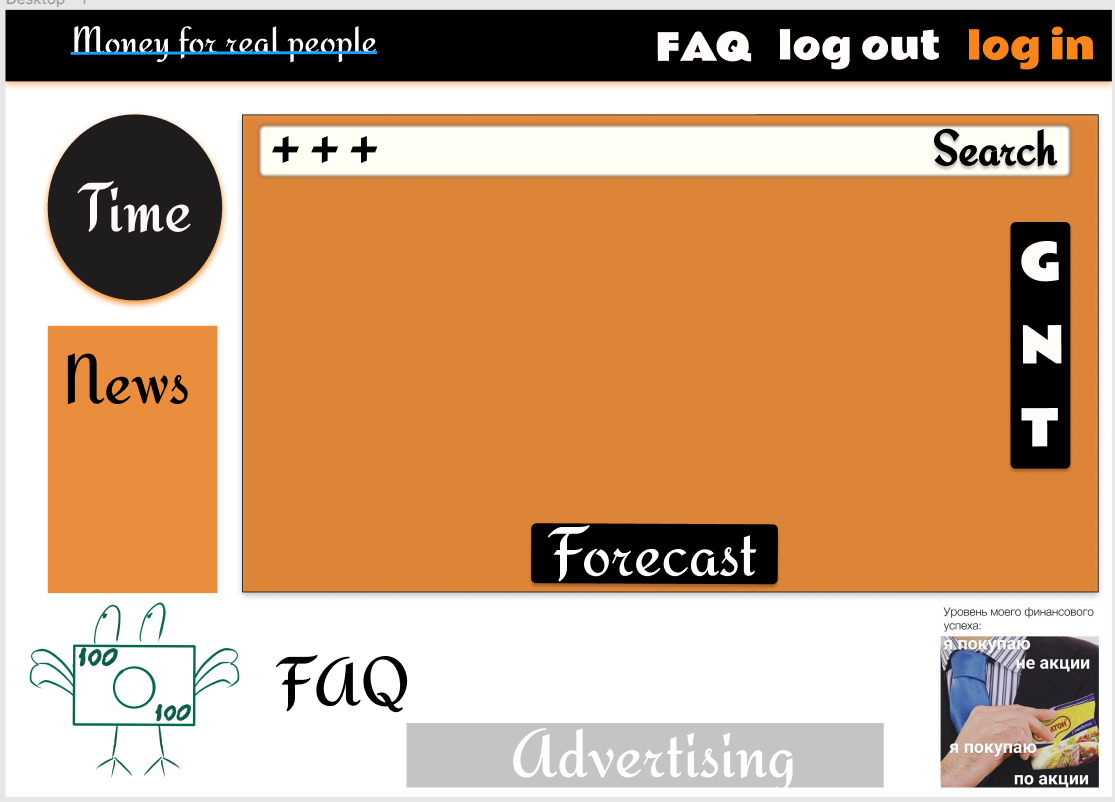 Desktop - 1
Money for real people
FAQ log out log in
Time
+ + +
Search
G
N
T
News
Forecast
100
100
FAQ
Advertising
Уровень моего финансового
успеха:
я покупаю
не акции
я покупаю
по акции